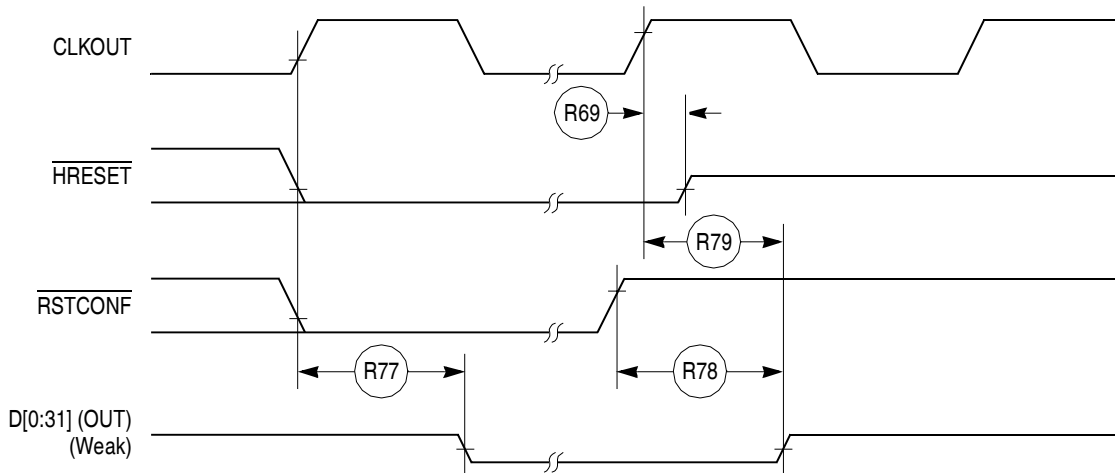 CLKOUT
R69
HRESET
R79
RSTCONF
R77
R78
D[0:31] (OUT)
(Weak)